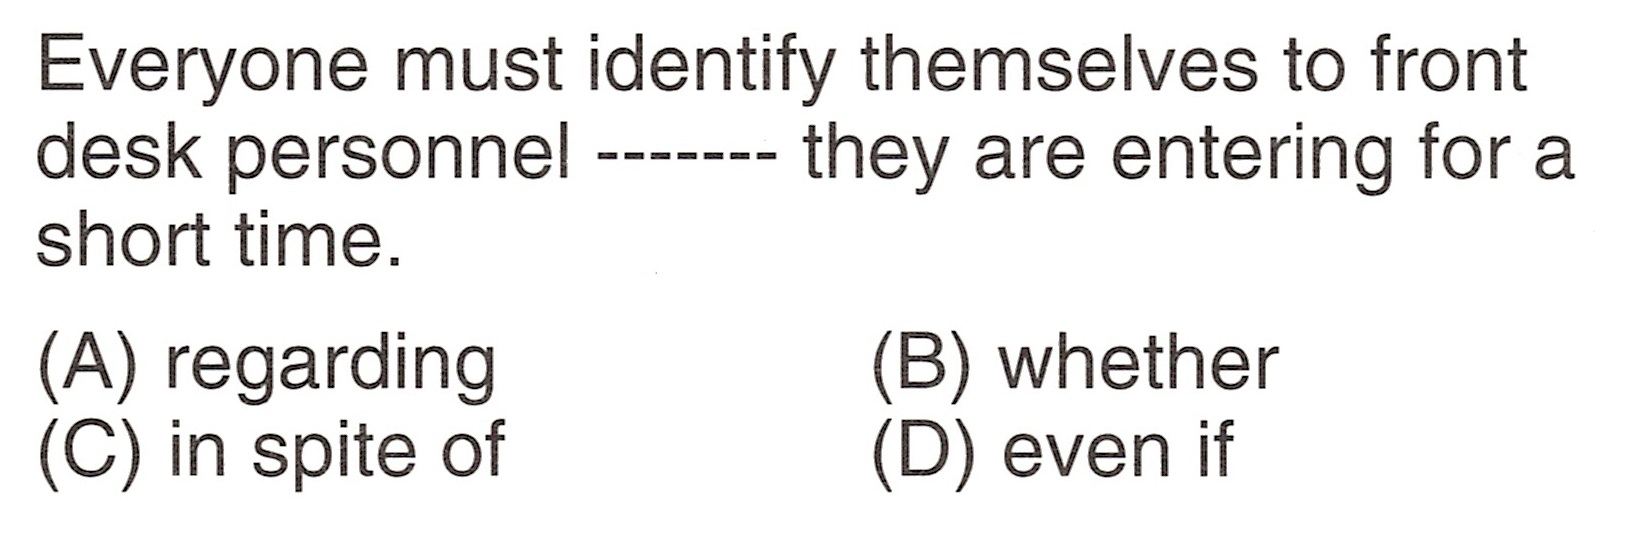 Everyone must identify themselves to front
desk personnel ------- they are entering for a
short time.
(A) regarding (B) whether
(C) in spite of (D) even if